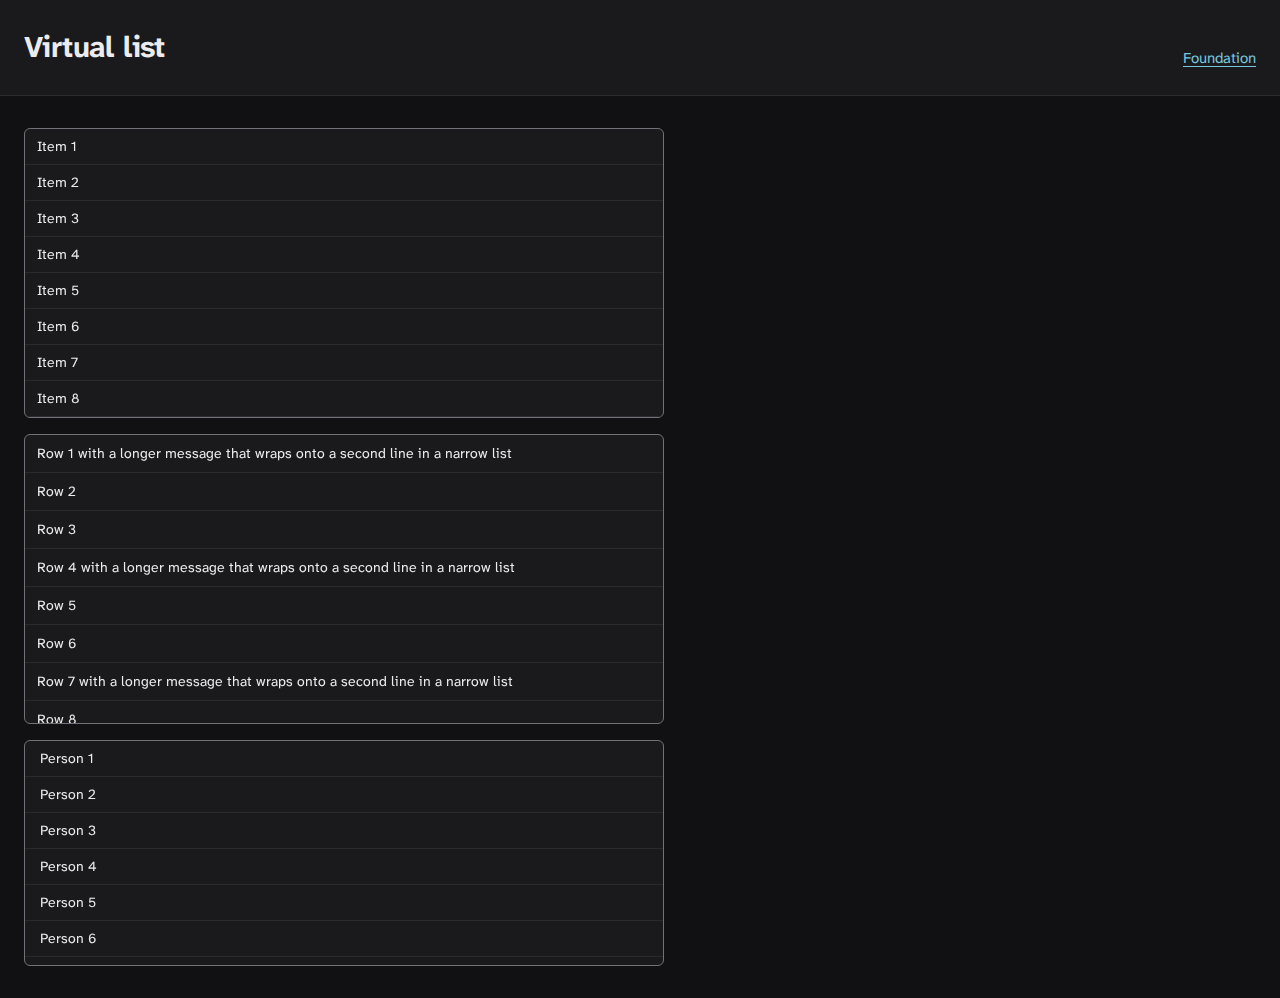 Virtual list
Foundation
Item 1
Item 2
Item 3
Item 4
Item 5
Item 6
Item 7
Item 8
Row 1 with a longer message that wraps onto a second line in a narrow list
Row 2
Row 3
Row 4 with a longer message that wraps onto a second line in a narrow list
Row 5
Row 6
Row 7 with a longer message that wraps onto a second line in a narrow list
Row 8
Person 1
Person 2
Person 3
Person 4
Person 5
Person 6